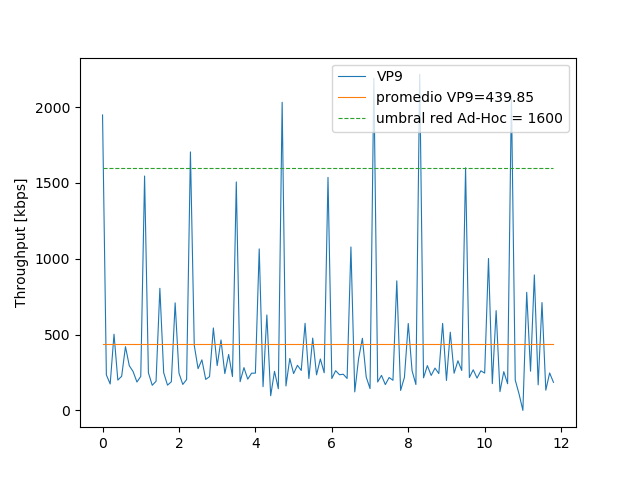 VP9
promedio VP9=439.85
umbral red Ad-Hoc = 1600
2000
1500
1000
500
0
Throughput [kbps]
0 2 4 6 8 10 12